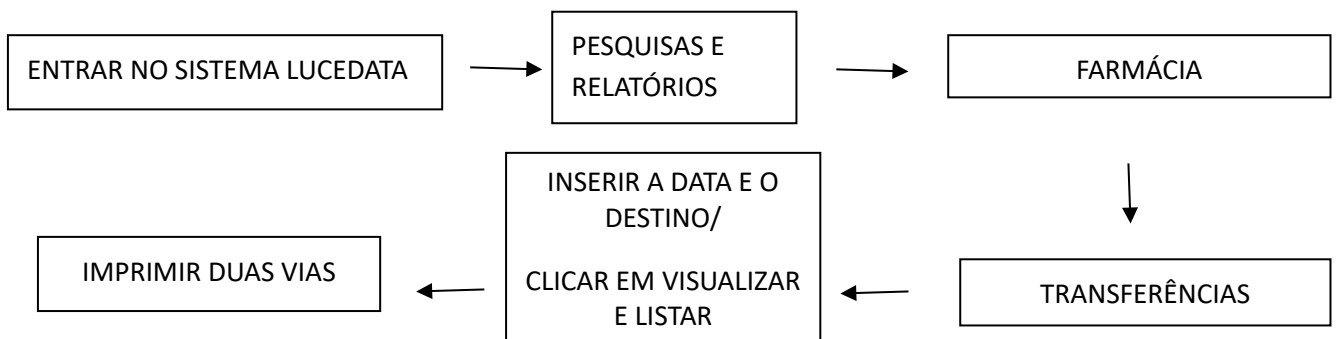 ENTRAR NO SISTEMA LUCEDATA
PESQUISAS E
RELATÓRIOS
FARMÁCIA
TRANSFERÊNCIAS
INSERIR A DATA E O
DESTINO/
CLICAR EM VISUALIZAR
E LISTAR
IMPRIMIR DUAS VIAS